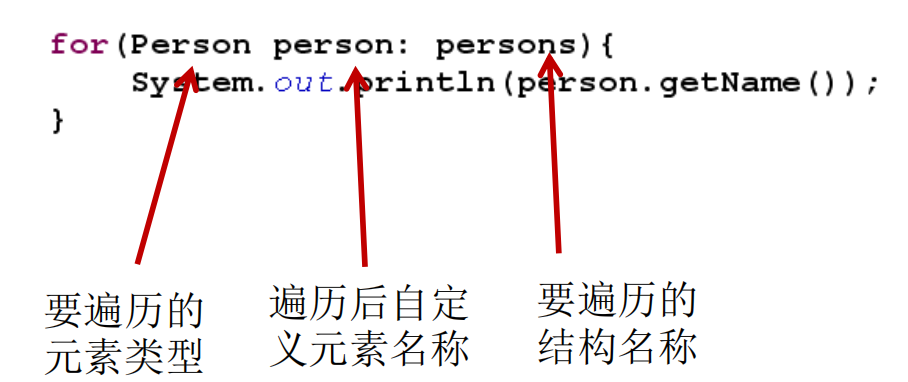 for(Person person: persons){
System.out.println(person.getName());
}
要遍历的
元素类型
遍历后自定
义元素名称
要遍历的
结构名称